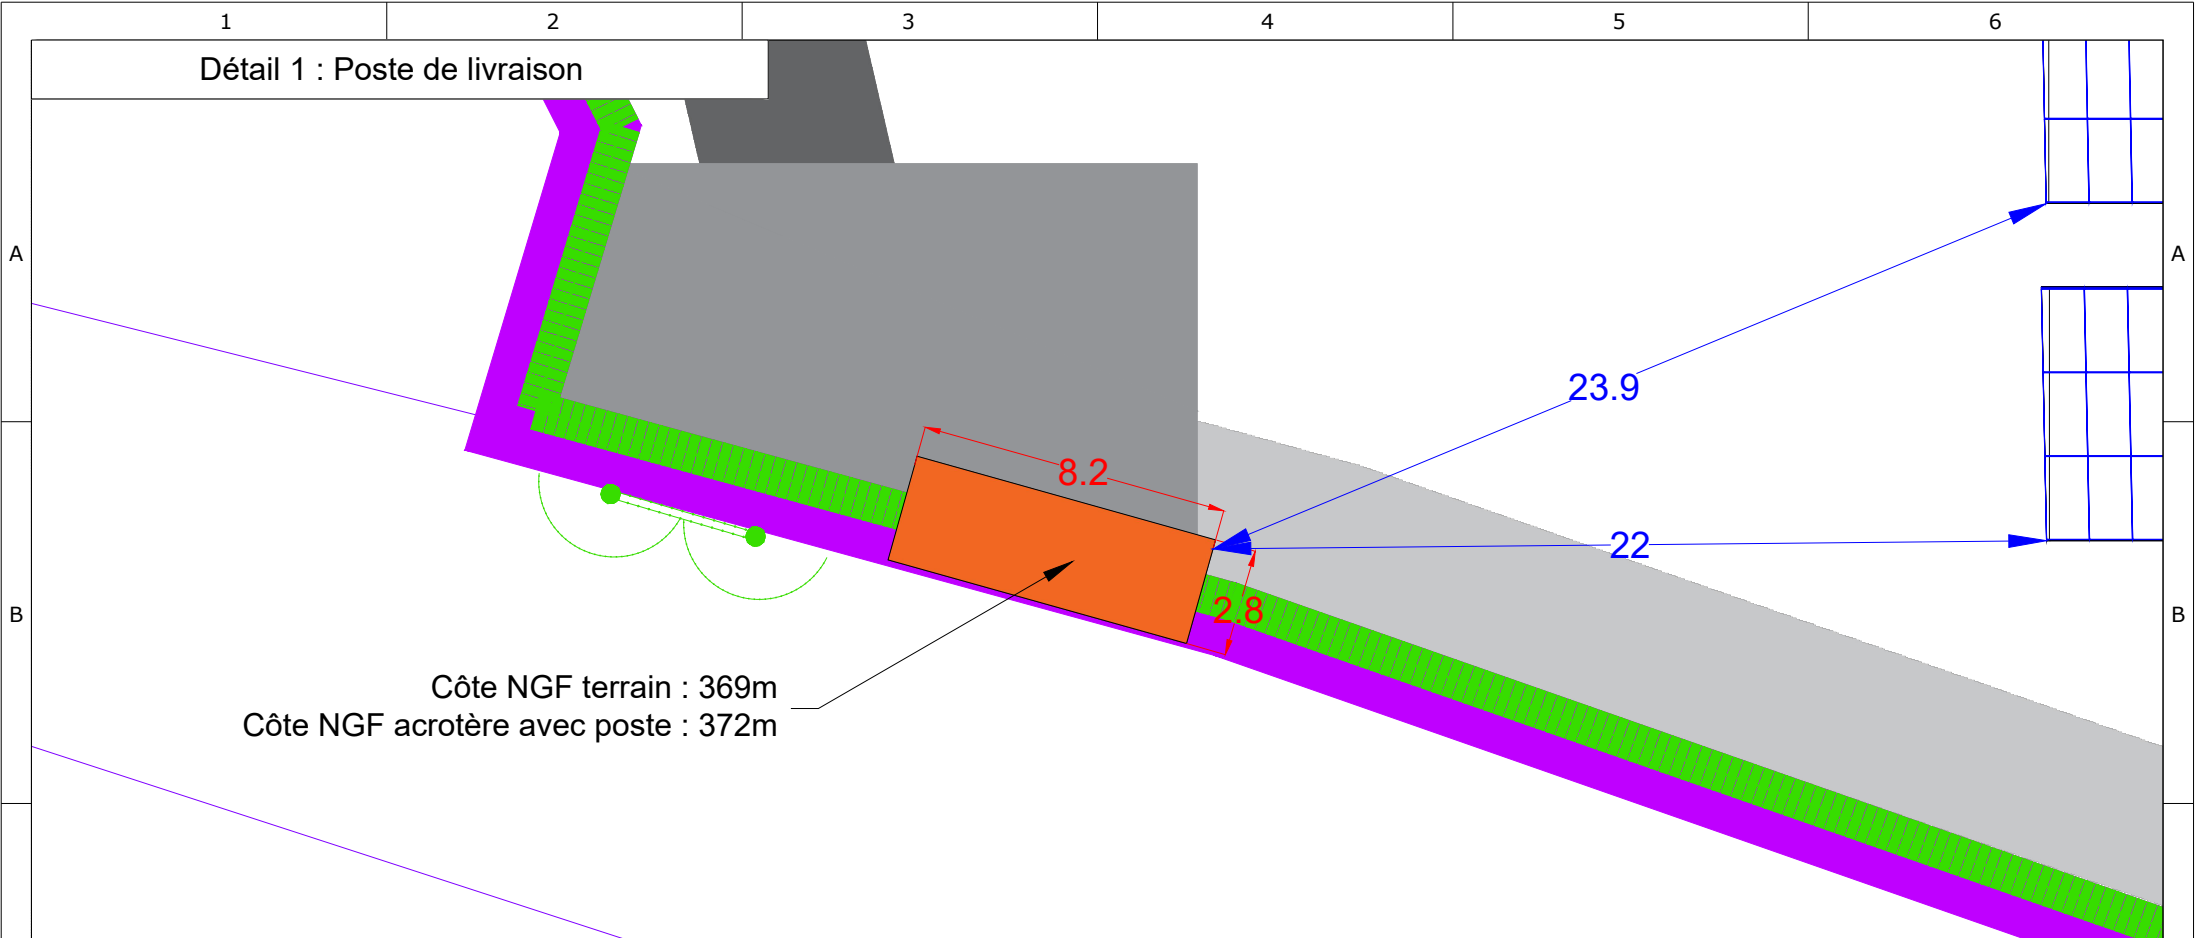 1 2 3 4 5 6
Détail 1 : Poste de livraison
A A
23.9
8.2
22
2.8
B B
Côte NGF terrain : 369m
Côte NGF acrotère avec poste : 372m